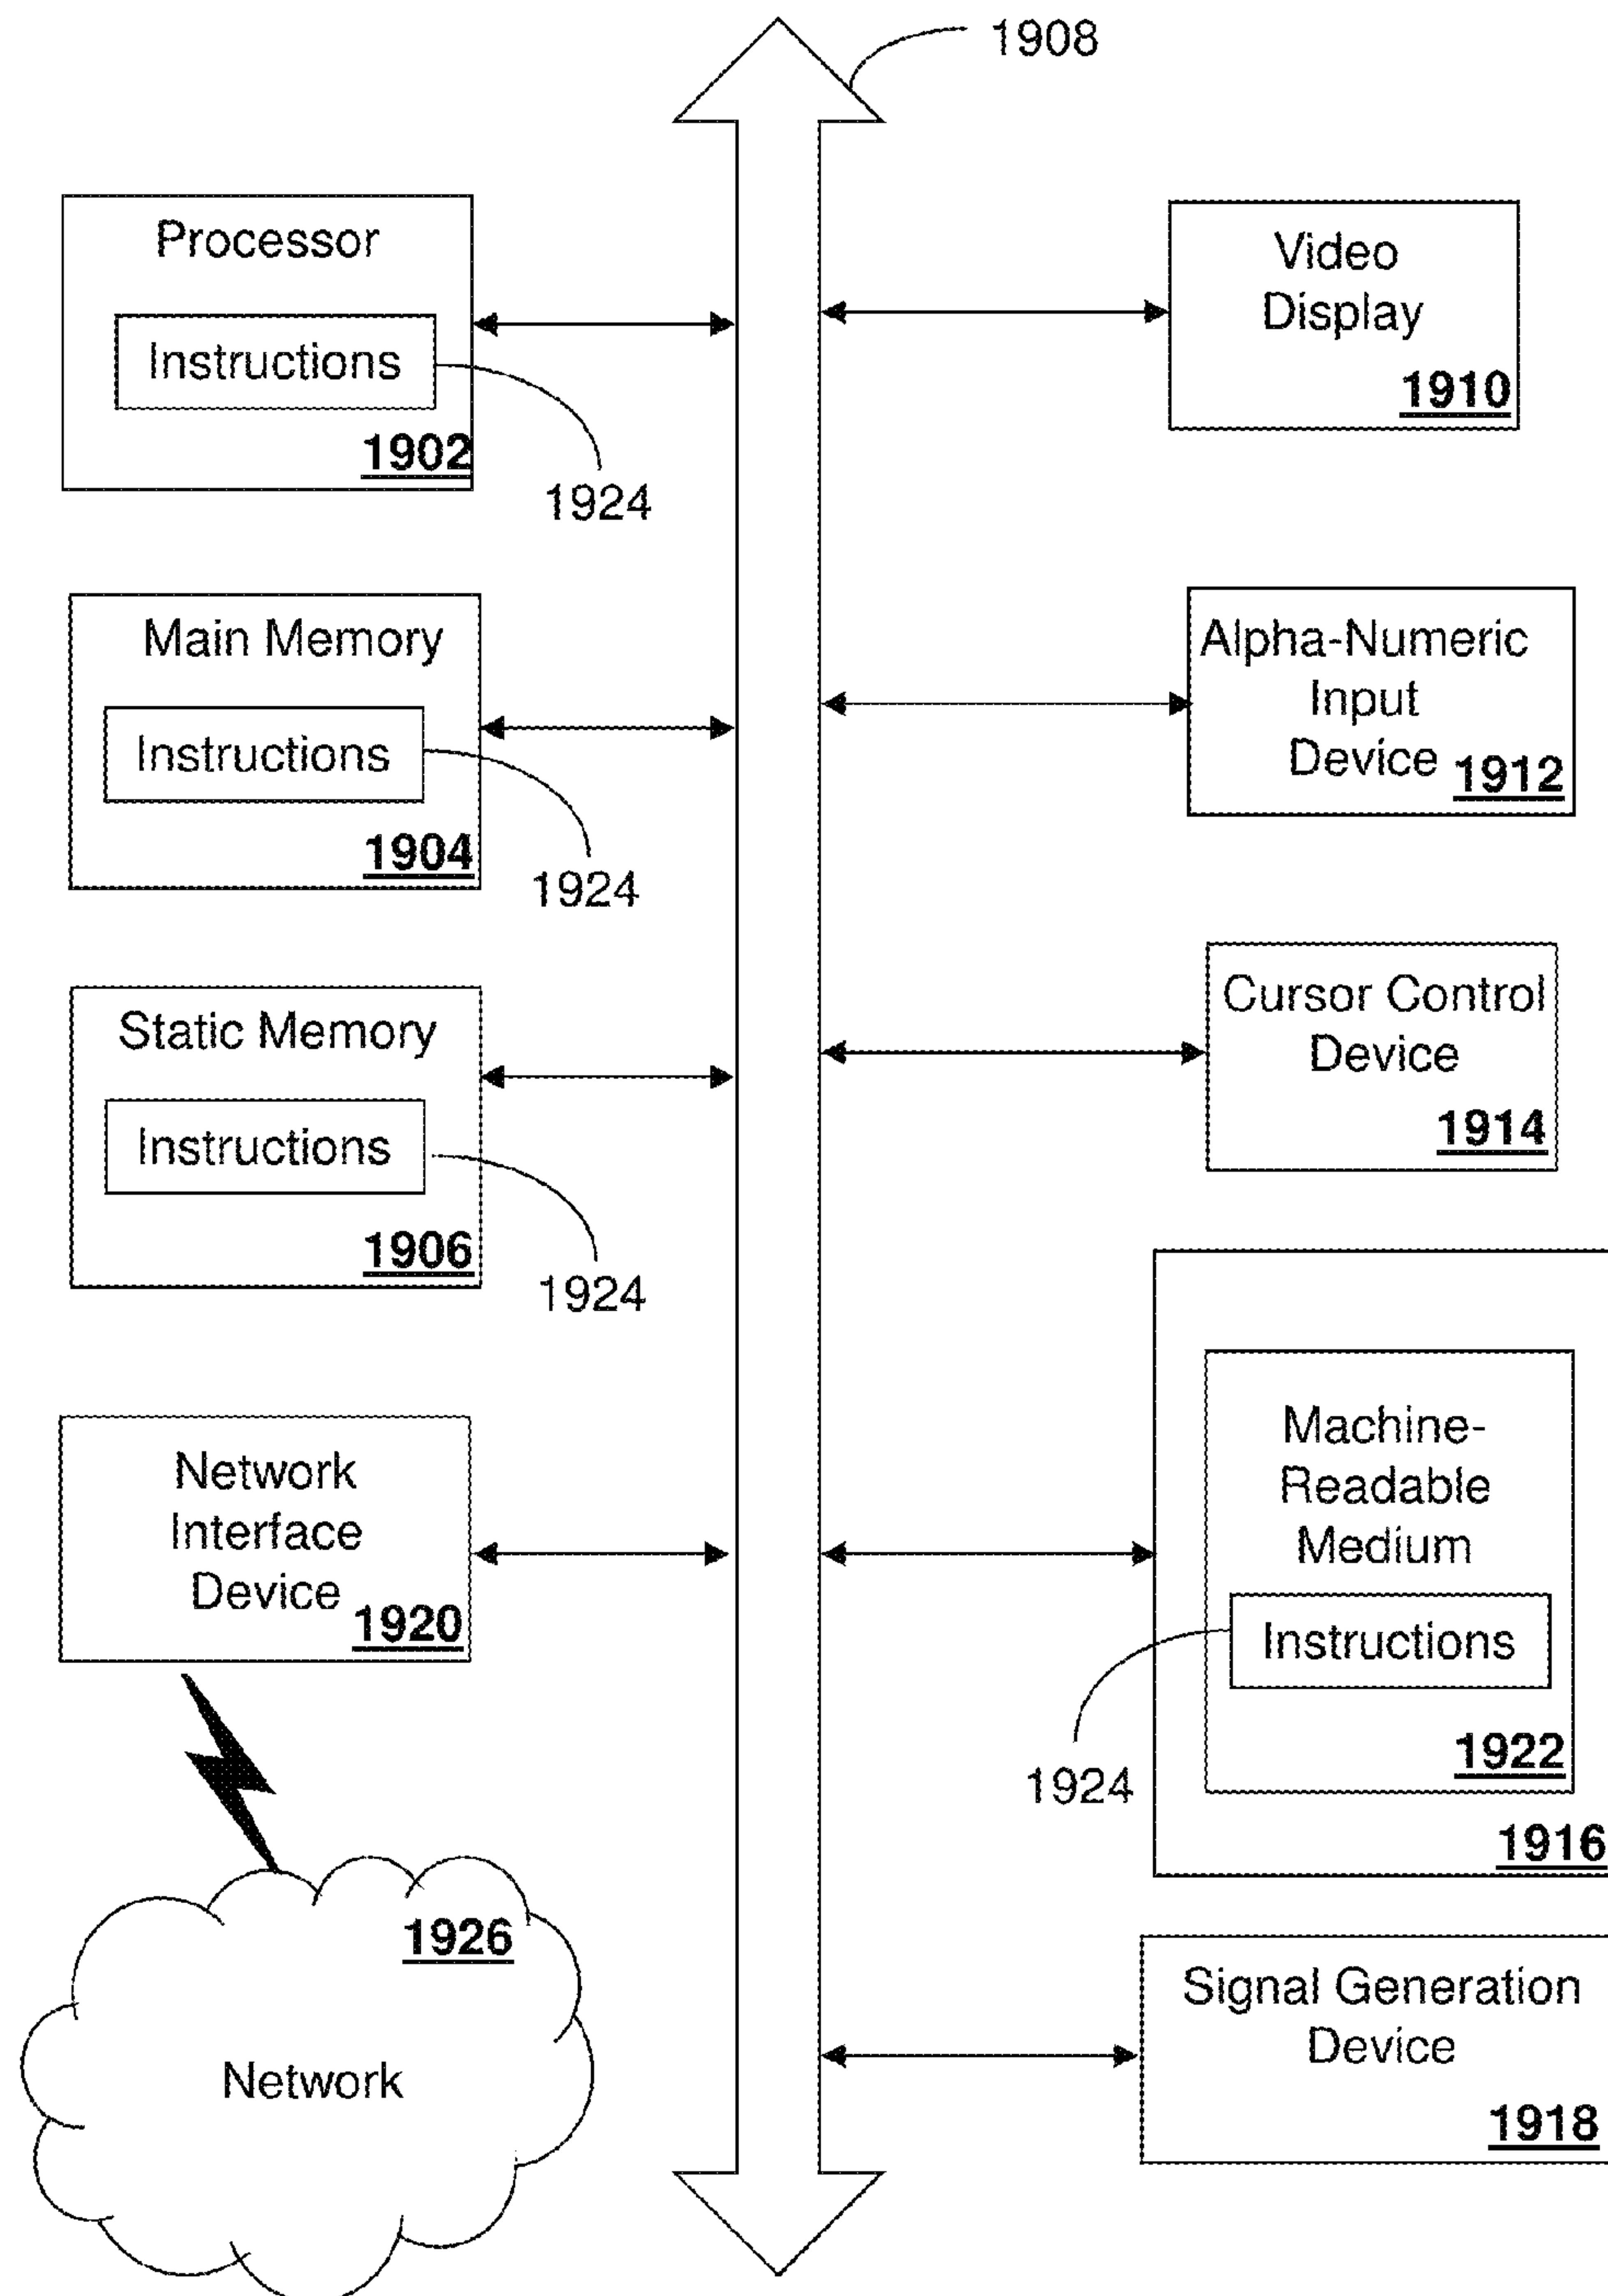 1908
Processor
Instructions
1902
1924
Main Memory
Instructions
1904
1924
Static Memory
Instructions
1906
1924
Network
Interface
Device
1920
1926
Network
Video
Display
1910
Alpha-Numeric
Input
Device
1912
Cursor Control
Device
1914
Machine-
Readable
Medium
Instructions
1922
1924
1916
Signal Generation
Device
1918